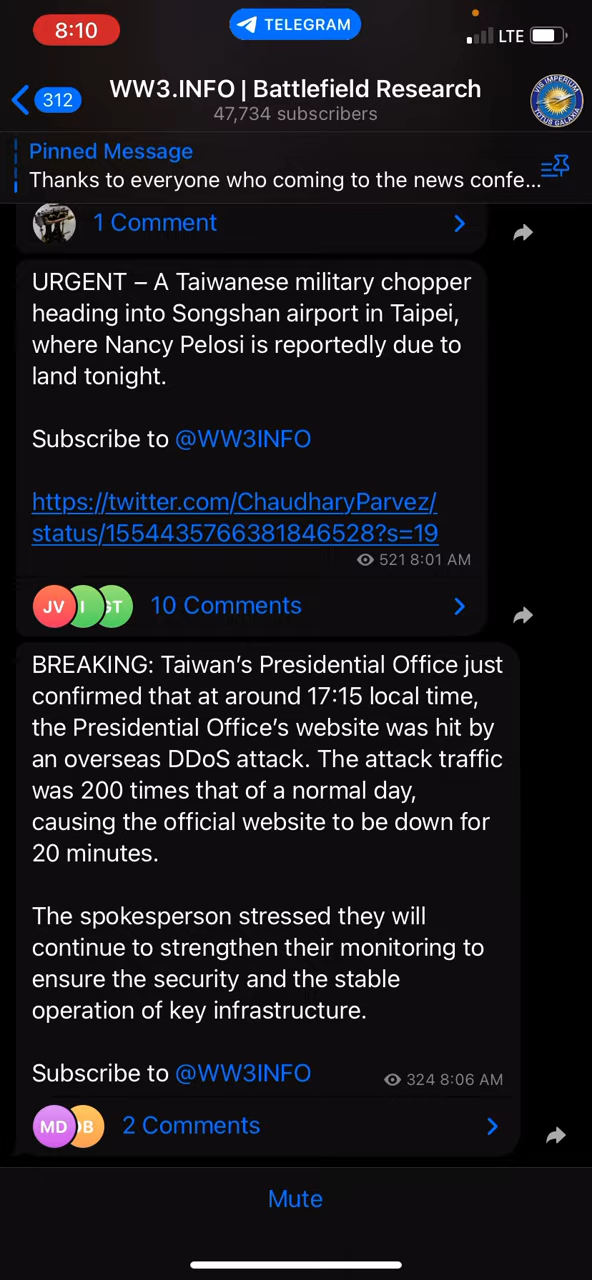 8:10
TELEGRAM
LTE
312
WW3.INFO | Battlefield Research
47,734 subscribers
VIS IMPERIUM
TOTUS GALAXIA
Pinned Message
Thanks to everyone who coming to the news confe...
1 Comment
URGENT – A Taiwanese military chopper
heading into Songshan airport in Taipei,
where Nancy Pelosi is reportedly due to
land tonight.
Subscribe to @WW3INFO
https://twitter.com/ChaudharyParvez/
status/1554435766381846528?s=19
521 8:01 AM
JV I GT
10 Comments
BREAKING: Taiwan's Presidential Office just
confirmed that at around 17:15 local time,
the Presidential Office's website was hit by
an overseas DDoS attack. The attack traffic
was 200 times that of a normal day,
causing the official website to be down for
20 minutes.
The spokesperson stressed they will
continue to strengthen their monitoring to
ensure the security and the stable
operation of key infrastructure.
Subscribe to @WW3INFO
324 8:06 AM
MD OB
2 Comments
Mute